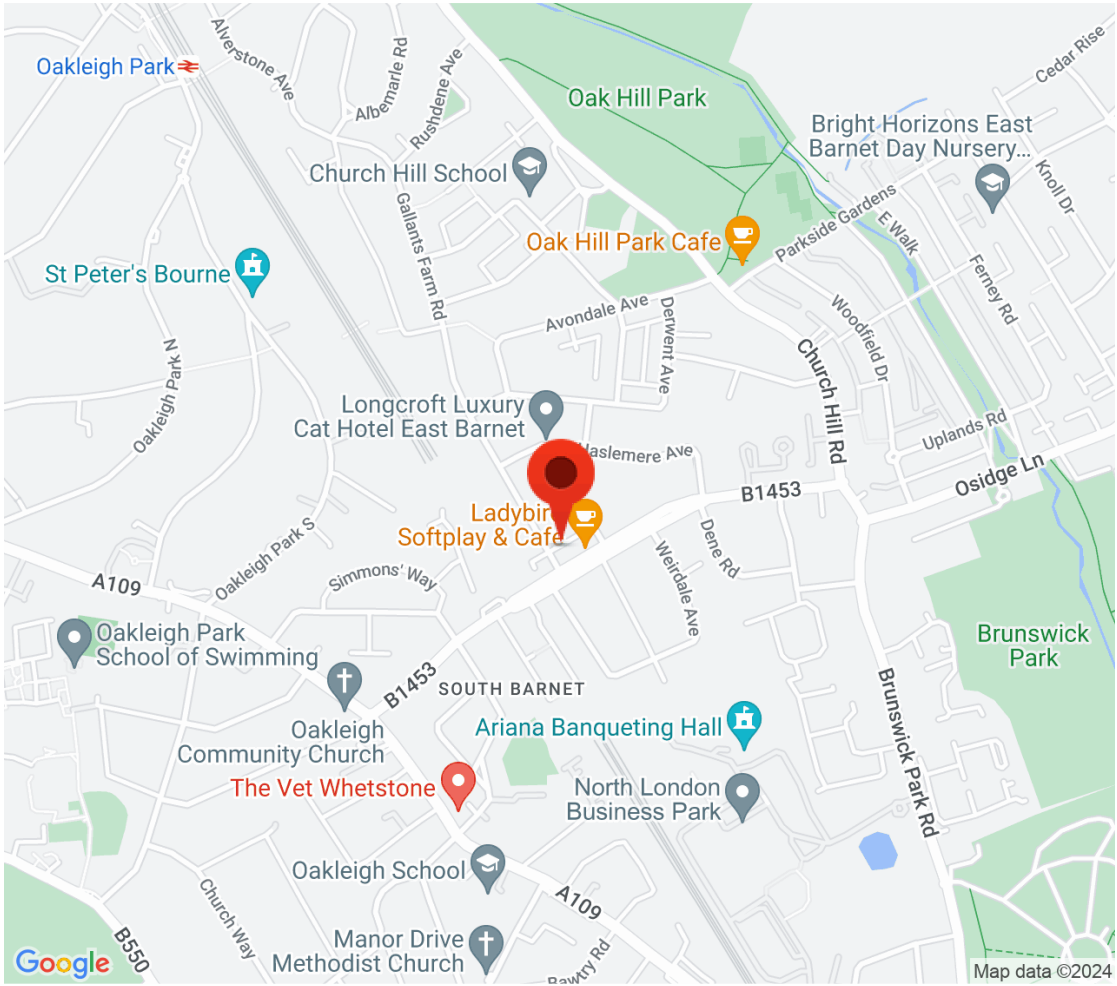 Oakleigh Park
Alverstone Ave
Albemarle Rd
Rushdene Ave
Cedar Rise
Oak Hill Park
Bright Horizons East
Barnet Day Nursery...
Church Hill School
Knoll Dr
Gallants Farm Rd
Parkside Gardens
E Walk
Oak Hill Park Cafe
St Peter's Bourne
Ferney Rd
Avondale Ave
Derwent Ave
Woodfield Dr
Oakleigh Park N
Church Hill Rd
Longcroft Luxury
Cat Hotel East Barnet
Uplands Rd
Haslemere Ave
Osidge Ln
B1453
Ladybird
Softplay & Cafe
Oakleigh Park S
Dene Rd
Weirdale Ave
Simmons' Way
A109
Oakleigh Park
School of Swimming
Brunswick
Park
B1453
SOUTH BARNET
Brunswick Park Rd
Oakleigh
Community Church
Ariana Banqueting Hall
The Vet Whetstone
North London
Business Park
Oakleigh School
Church Way
A109
B550
Manor Drive
Methodist Church
Bawtry Rd
Google
Map data ©2024